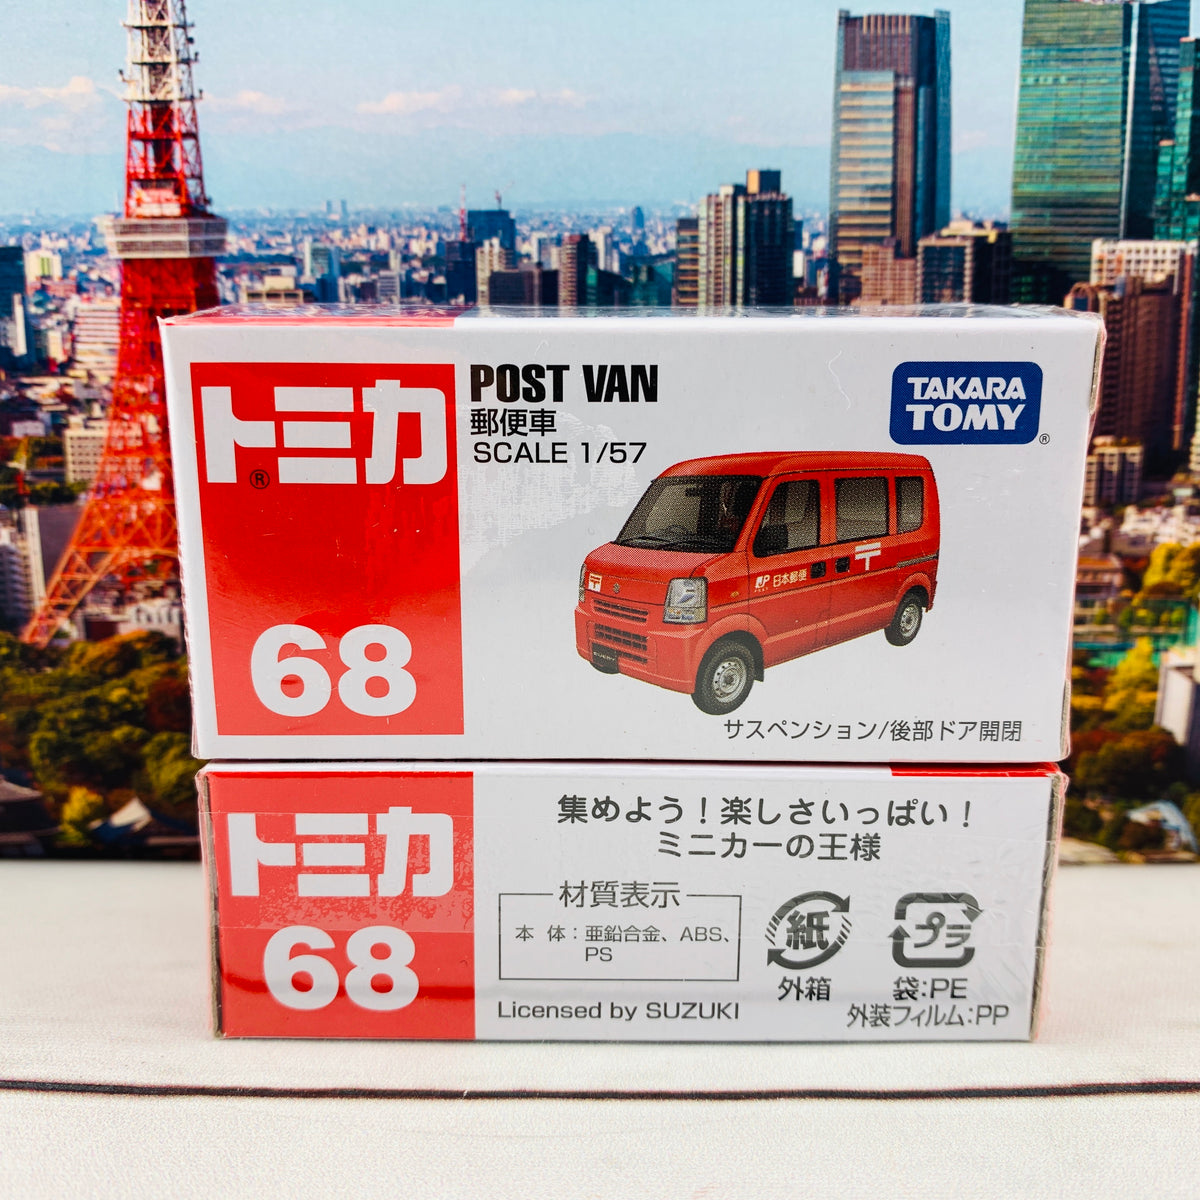 トミカ
®
68
POST VAN
郵便車
SCALE 1/57
TAKARA
TOMY
®
JP 日本郵便
〒
EVERY
サスペンション/後部ドア開閉
トミカ
68
集めよう！楽しさいっぱい！
ミニカーの王様
材質表示
本 体：亜鉛合金、ABS、
PS
Licensed by SUZUKI
紙
外箱
プラ
袋:PE
外装フィルム:PP